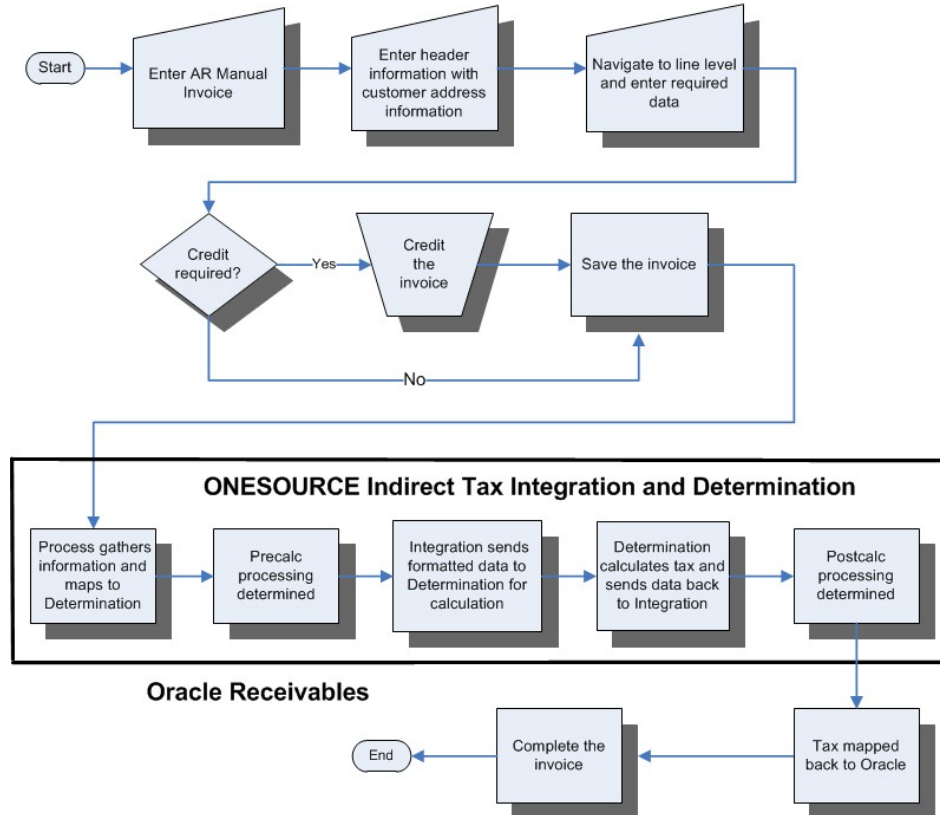 Start
Enter AR Manual
Invoice
Enter header
information with
customer address
information
Navigate to line level
and enter required
data
Credit
required?
Yes
Credit
the
invoice
Save the invoice
No
ONESOURCE Indirect Tax Integration and Determination
Process gathers
information and
maps to
Determination
Precalc
processing
determined
Integration sends
formatted data to
Determination for
calculation
Determination
calculates tax and
sends data back
to Integration
Postcalc
processing
determined
Oracle Receivables
Tax mapped
back to Oracle
Complete the
invoice
End